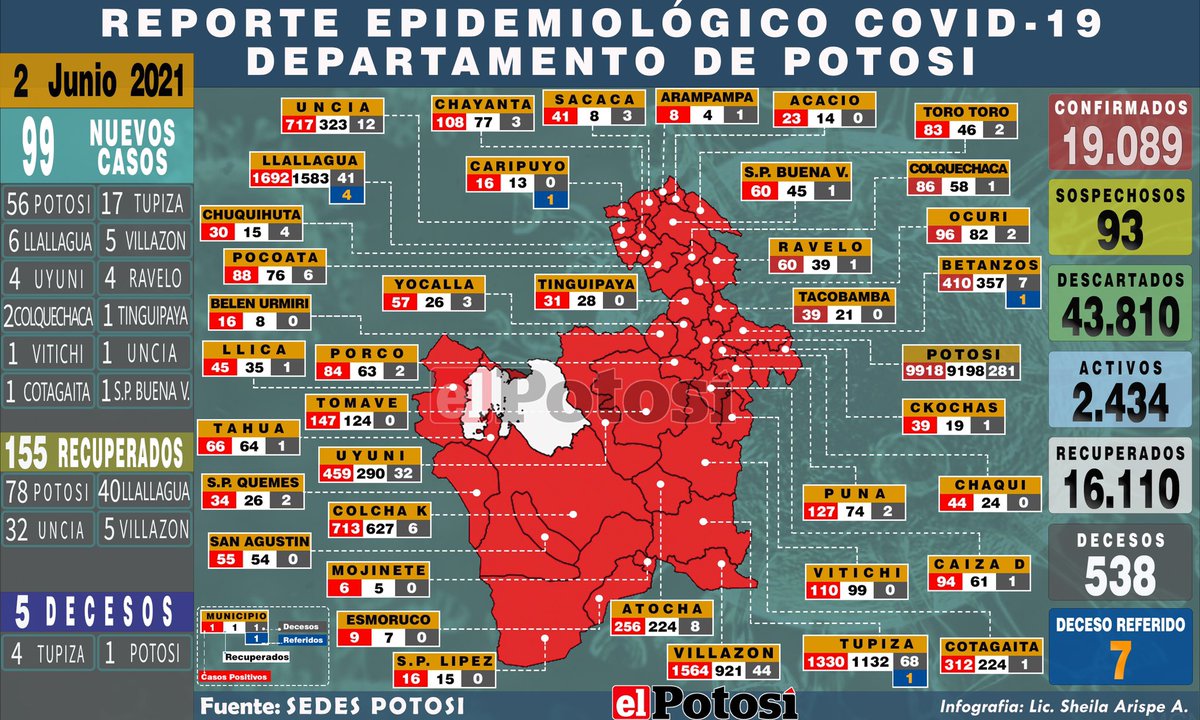 REPORTE EPIDEMIOLÓGICO COVID-19
DEPARTAMENTO DE POTOSI
2 Junio 2021
99 NUEVOS CASOS
56 POTOSI
17 TUPIZA
6 LLALLAGUA
5 VILLAZON
4 UYUNI
4 RAVELO
2 COLQUECHACA
1 TINGUIPAYA
1 VITICHI
1 UNCIA
1 COTAGAITA
1 S.P. BUENA V.
155 RECUPERADOS
78 POTOSI
40 LLALLAGUA
32 UNCIA
5 VILLAZON
5 DECESOS
4 TUPIZA
1 POTOSI
UNCIA
717 323 12
CHAYANTA
108 77 3
SACACA
41 8 3
ARAMPAMPA
8 4 1
ACACIO
23 14 0
TORO TORO
83 46 2
LLALLAGUA
1692 1583 41
4
CARIPUYO
16 13 0
1
S.P. BUENA V.
60 45 1
COLQUECHACA
86 58 1
CHUQUIHUTA
30 15 4
OCURI
96 82 2
POCOATA
88 76 6
RAVELO
60 39 1
YOCALLA
57 26 3
TINGUIPAYA
31 28 0
BETANZOS
410 357 7
1
BELEN URMIRI
16 8 0
TACOBAMBA
39 21 0
LLICA
45 35 1
PORCO
84 63 2
POTOSI
9918 9198 281
el Potosí
TOMAVE
147 124 0
CKOCHAS
39 19 1
TAHUA
66 64 1
UYUNI
459 290 32
S.P. QUEMES
34 26 2
PUNA
127 74 2
CHAQUI
44 24 0
COLCHA K
713 627 6
SAN AGUSTIN
55 54 0
MOJINETE
6 5 0
VITICHI
110 99 0
CAIZA D
94 61 1
ESMORUCO
9 7 0
ATOCHA
256 224 8
S.P. LIPEZ
16 15 0
VILLAZON
1564 921 44
TUPIZA
1330 1132 68
1
COTAGAITA
312 224 1
MUNICIPIO
1 1 1
1
Decesos
Referidos
Recuperados
Casos Positivos
CONFIRMADOS
19.089
SOSPECHOSOS
93
DESCARTADOS
43.810
ACTIVOS
2.434
RECUPERADOS
16.110
DECESOS
538
DECESO REFERIDO
7
Fuente: SEDES POTOSI
el Potosí
Infografia: Lic. Sheila Arispe A.